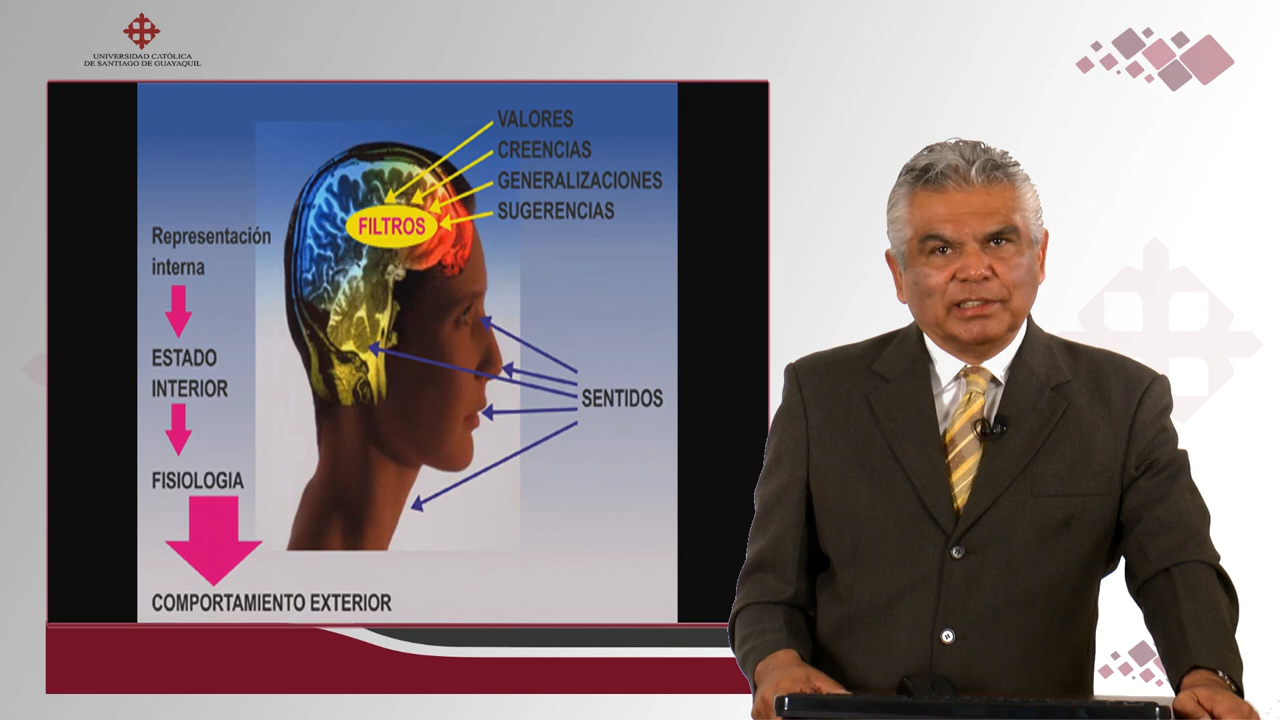 UNIVERSIDAD CATÓLICA
DE SANTIAGO DE GUAYAQUIL
VALORES
CREENCIAS
GENERALIZACIONES
SUGERENCIAS
FILTROS
Representación
interna
ESTADO
INTERIOR
SENTIDOS
FISIOLOGIA
COMPORTAMIENTO EXTERIOR